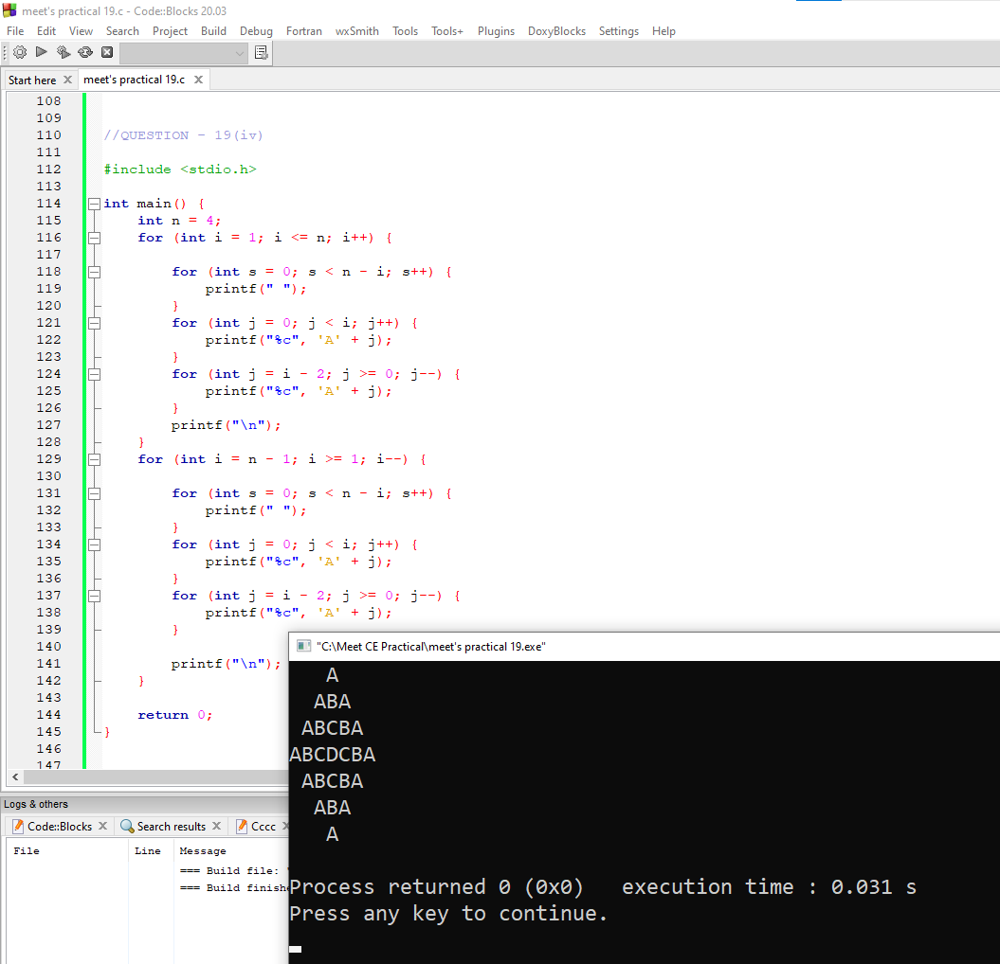 meet's practical 19.c - Code::Blocks 20.03
File Edit View Search Project Build Debug Fortran wxSmith Tools Tools+ Plugins DoxyBlocks Settings Help
Start here meet's practical 19.c
108
109
110 //QUESTION - 19(iv)
111
112 #include <stdio.h>
113
114 int main() {
115     int n = 4;
116     for (int i = 1; i <= n; i++) {
117
118         for (int s = 0; s < n - i; s++) {
119             printf(" ");
120         }
121         for (int j = 0; j < i; j++) {
122             printf("%c", 'A' + j);
123         }
124         for (int j = i - 2; j >= 0; j--) {
125             printf("%c", 'A' + j);
126         }
127         printf("\n");
128     }
129     for (int i = n - 1; i >= 1; i--) {
130
131         for (int s = 0; s < n - i; s++) {
132             printf(" ");
133         }
134         for (int j = 0; j < i; j++) {
135             printf("%c", 'A' + j);
136         }
137         for (int j = i - 2; j >= 0; j--) {
138             printf("%c", 'A' + j);
139         }
140
141         printf("\n");
142     }
143
144     return 0;
145 }
146
147
Logs & others
Code::Blocks Search results Cccc
File Line Message
=== Build file:
=== Build finishe
"C:\Meet CE Practical\meet's practical 19.exe"
   A
  ABA
 ABCBA
ABCDCBA
 ABCBA
  ABA
   A
Process returned 0 (0x0)   execution time : 0.031 s
Press any key to continue.